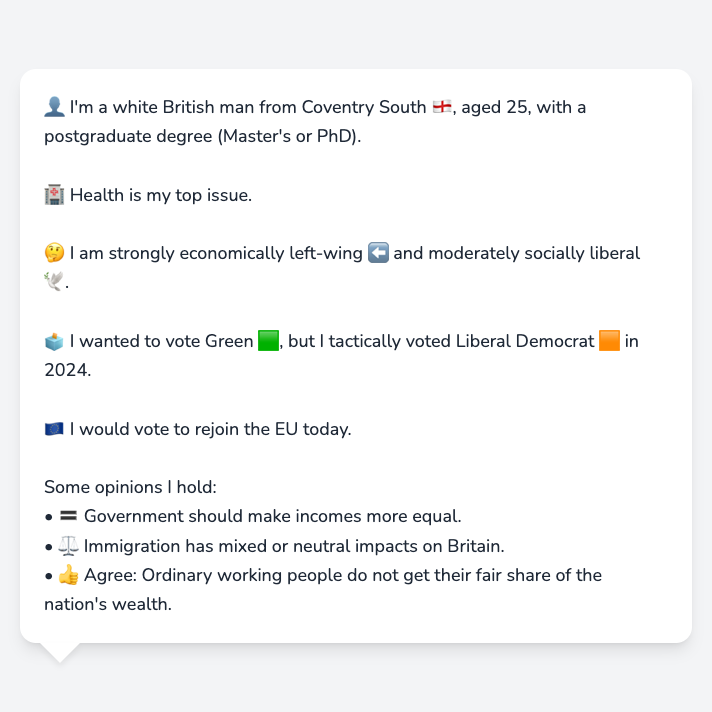 👤 I'm a white British man from Coventry South 🏴󠁧󠁢󠁥󠁮󠁧󠁿, aged 25, with a
postgraduate degree (Master's or PhD).
🏥 Health is my top issue.
🤔 I am strongly economically left-wing ⬅️ and moderately socially liberal
🕊️.
🗳️ I wanted to vote Green 🟩, but I tactically voted Liberal Democrat 🟧 in
2024.
🇪🇺 I would vote to rejoin the EU today.
Some opinions I hold:
• 🟰 Government should make incomes more equal.
• ⚖️ Immigration has mixed or neutral impacts on Britain.
• 👍 Agree: Ordinary working people do not get their fair share of the
nation's wealth.